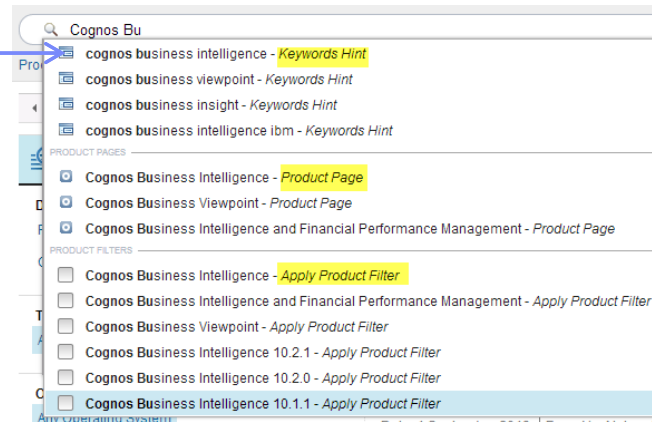 Cognos Bu
cognos business intelligence - Keywords Hint
cognos business viewpoint - Keywords Hint
cognos business insight - Keywords Hint
cognos business intelligence ibm - Keywords Hint
PRODUCT PAGES
Cognos Business Intelligence - Product Page
Cognos Business Viewpoint - Product Page
Cognos Business Intelligence and Financial Performance Management - Product Page
PRODUCT FILTERS
Cognos Business Intelligence - Apply Product Filter
Cognos Business Intelligence and Financial Performance Management - Apply Product Filter
Cognos Business Viewpoint - Apply Product Filter
Cognos Business Intelligence 10.2.1 - Apply Product Filter
Cognos Business Intelligence 10.2.0 - Apply Product Filter
Cognos Business Intelligence 10.1.1 - Apply Product Filter
Any Operating System